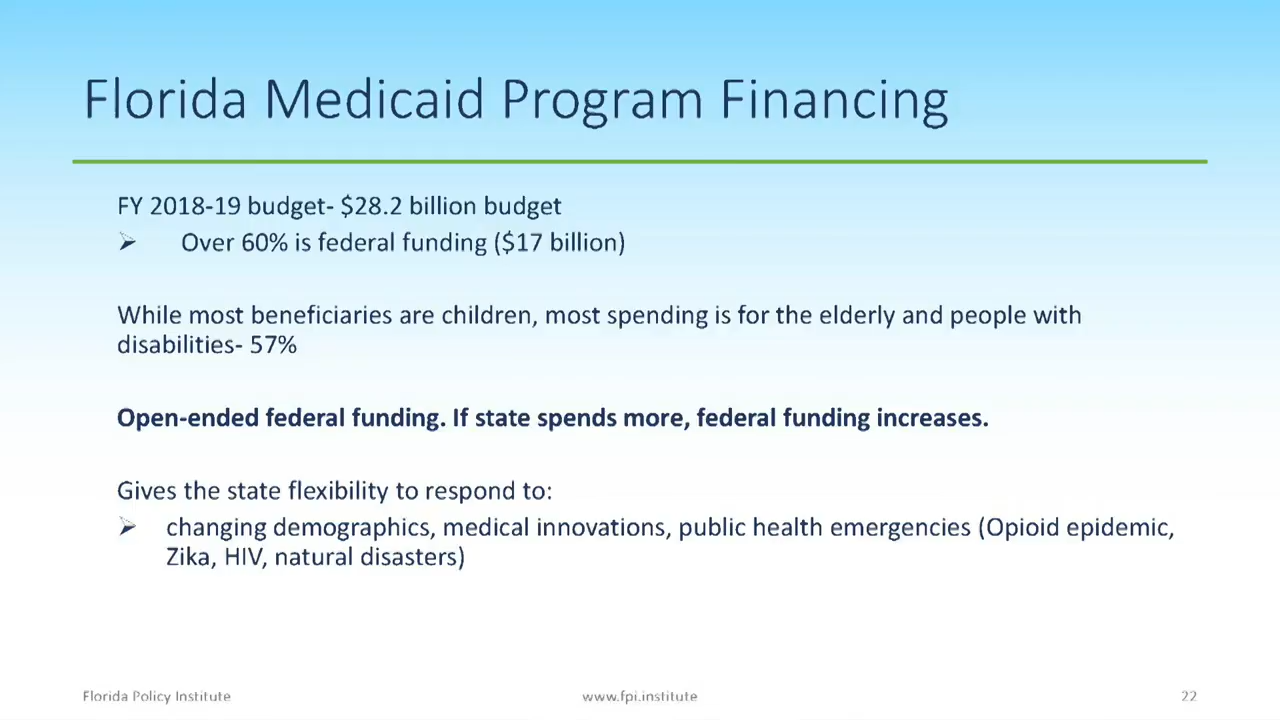 Florida Medicaid Program Financing
FY 2018-19 budget- $28.2 billion budget
➢ Over 60% is federal funding ($17 billion)
While most beneficiaries are children, most spending is for the elderly and people with
disabilities- 57%
Open-ended federal funding. If state spends more, federal funding increases.
Gives the state flexibility to respond to:
➢ changing demographics, medical innovations, public health emergencies (Opioid epidemic,
Zika, HIV, natural disasters)
Florida Policy Institute www.fpi.institute 22